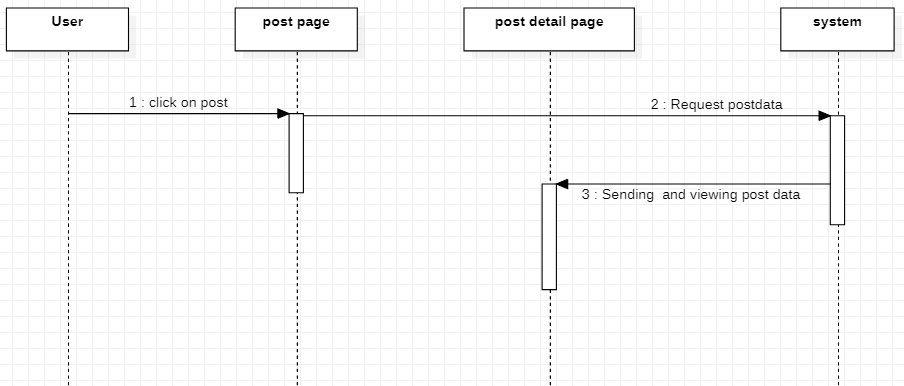 User
post page
post detail page
system
1 : click on post
2 : Request postdata
3 : Sending  and viewing post data